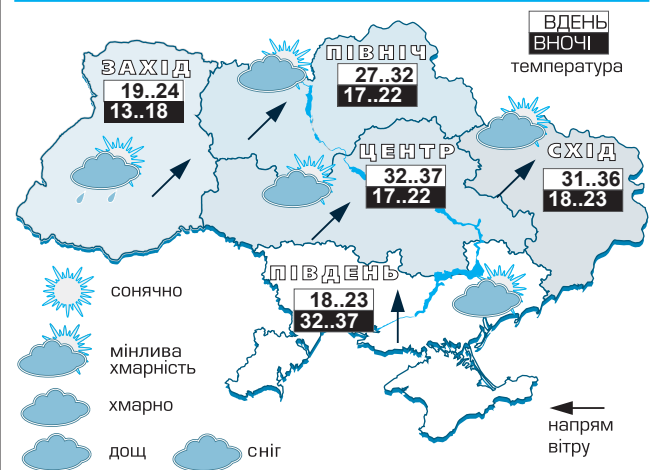 ВДЕНЬ
ВНОЧІ
температура
ПІВНІЧ
27..32
17..22
ЗАХІД
19..24
13..18
ЦЕНТР
32..37
17..22
СХІД
31..36
18..23
ПІВДЕНЬ
18..23
32..37
сонячно
мінлива
хмарність
хмарно
дощ
сніг
напрям
вітру